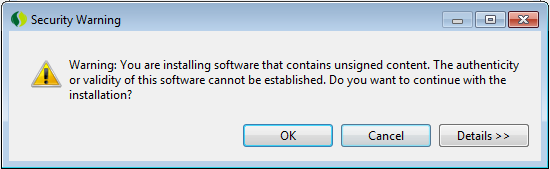 Security Warning
Warning: You are installing software that contains unsigned content. The authenticity
or validity of this software cannot be established. Do you want to continue with the
installation?
OK Cancel Details >>